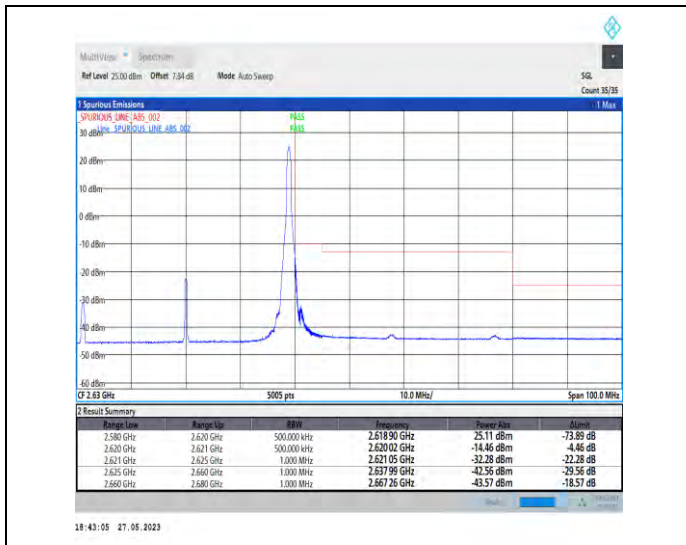 MultiView Spectrum
Ref Level 25.00 dBm Offset 7.84 dB Mode Auto Sweep SGL
Count 35/35
1 Spurious Emissions 1 Max
SPURIOUS_LINE_ABS_002 PASS
Line SPURIOUS_LINE_ABS_002 PASS
30 dBm
20 dBm
10 dBm
0 dBm
-10 dBm
-20 dBm
-30 dBm
-40 dBm
-50 dBm
-60 dBm
CF 2.63 GHz 5005 pts 10.0 MHz/ Span 100.0 MHz
2 Result Summary
Range Low Range Up RBW Frequency Power Abs ΔLimit
2.580 GHz 2.620 GHz 500.000 kHz 2.618 90 GHz 25.11 dBm -73.89 dB
2.620 GHz 2.621 GHz 500.000 kHz 2.620 02 GHz -14.46 dBm -4.46 dB
2.621 GHz 2.625 GHz 1.000 MHz 2.621 05 GHz -32.28 dBm -22.28 dB
2.625 GHz 2.660 GHz 1.000 MHz 2.637 99 GHz -42.56 dBm -29.56 dB
2.660 GHz 2.680 GHz 1.000 MHz 2.667 26 GHz -43.57 dBm -18.57 dB
18:43:05 27.05.2023